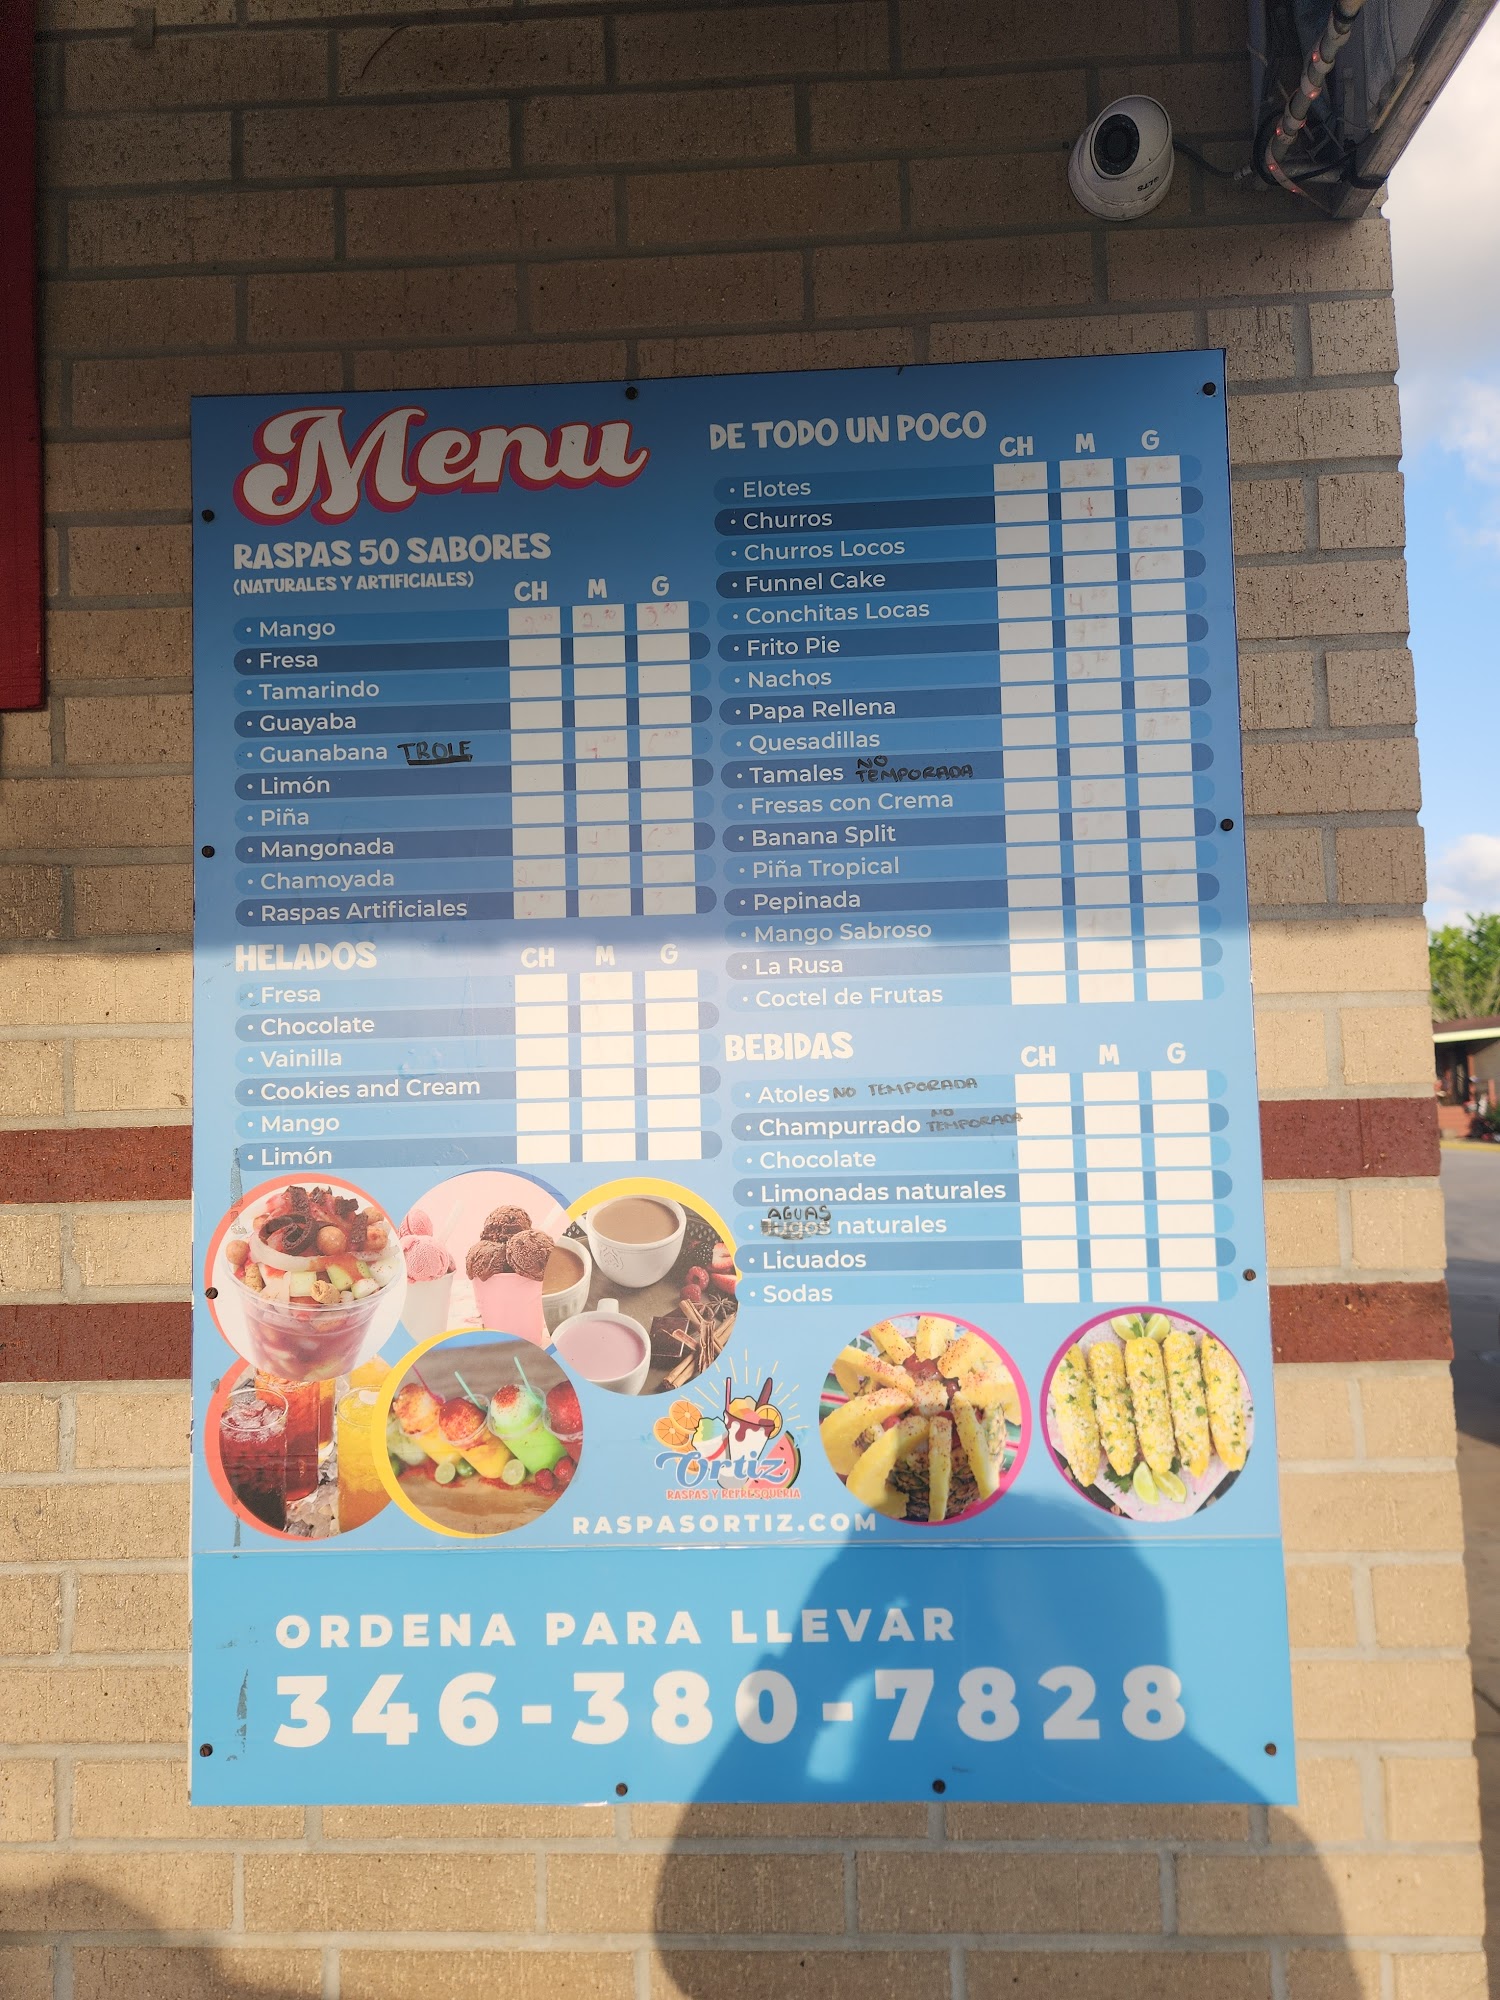 Menu
RASPAS 50 SABORES
(NATURALES Y ARTIFICIALES)
CH M G
• Mango
• Fresa
• Tamarindo
• Guayaba
• Guanabana TROLE
• Limón
• Piña
• Mangonada
• Chamoyada
• Raspas Artificiales
HELADOS
CH M G
• Fresa
• Chocolate
• Vainilla
• Cookies and Cream
• Mango
• Limón
DE TODO UN POCO
CH M G
• Elotes
• Churros 4
• Churros Locos
• Funnel Cake
• Conchitas Locas
• Frito Pie
• Nachos
• Papa Rellena
• Quesadillas
• Tamales NO TEMPORADA
• Fresas con Crema
• Banana Split
• Piña Tropical
• Pepinada
• Mango Sabroso
• La Rusa
• Coctel de Frutas
BEBIDAS
CH M G
• Atoles NO TEMPORADA
• Champurrado NO TEMPORADA
• Chocolate
• Limonadas naturales
• AGUAS naturales
• Licuados
• Sodas
Ortiz
RASPAS Y REFRESQUERIA
RASPASORTIZ.COM
ORDENA PARA LLEVAR
346-380-7828